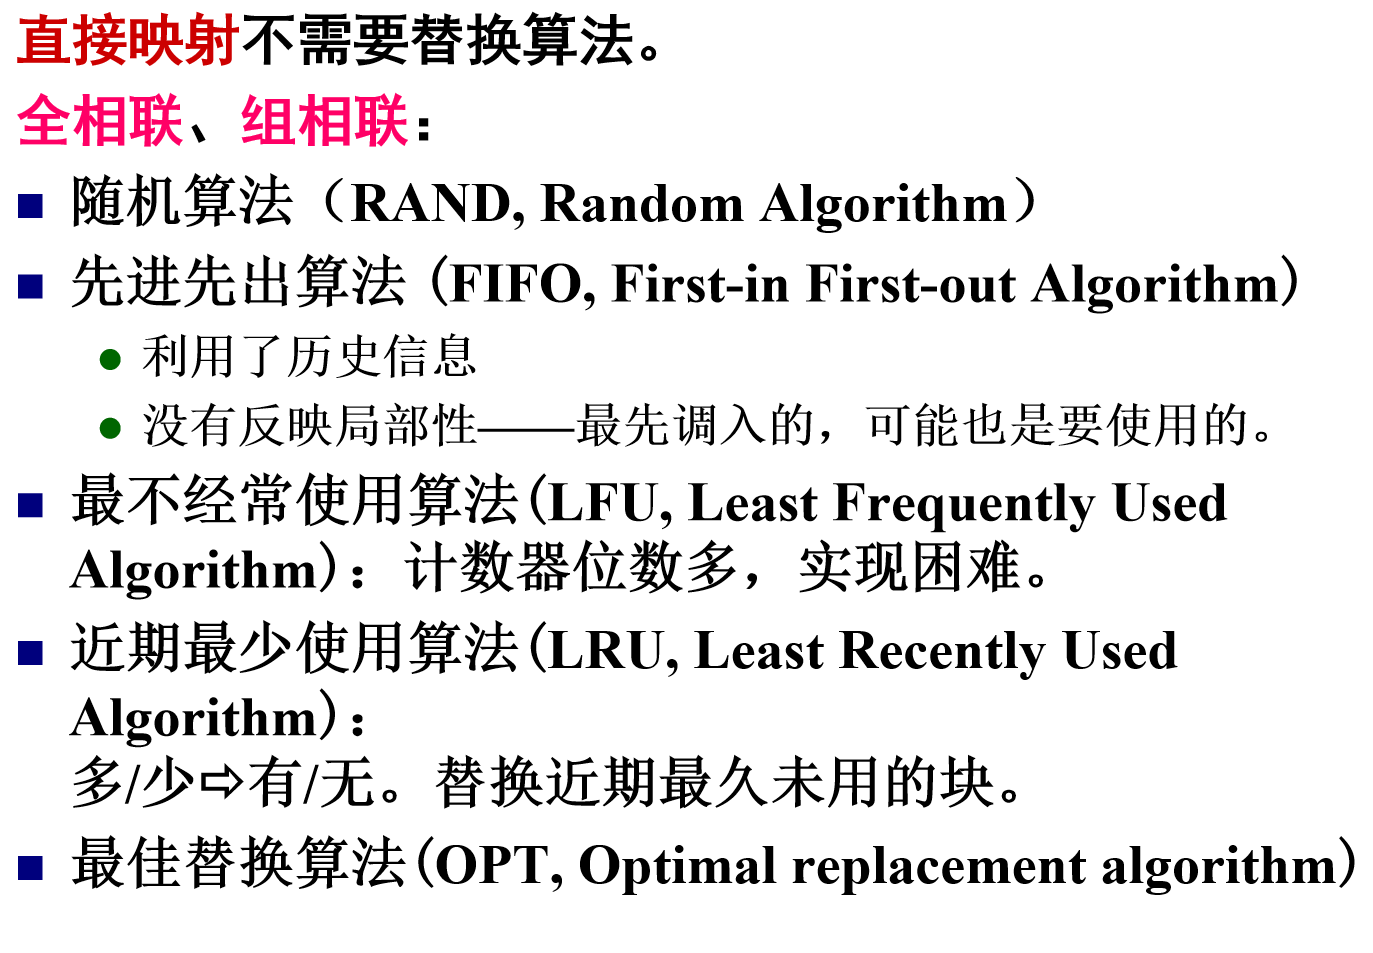 直接映射不需要替换算法。
全相联、组相联：
随机算法（RAND, Random Algorithm）
先进先出算法 (FIFO, First-in First-out Algorithm)
利用了历史信息
没有反映局部性——最先调入的，可能也是要使用的。
最不经常使用算法(LFU, Least Frequently Used
Algorithm)：计数器位数多，实现困难。
近期最少使用算法(LRU, Least Recently Used
Algorithm)：
多/少⇨有/无。替换近期最久未用的块。
最佳替换算法(OPT, Optimal replacement algorithm)